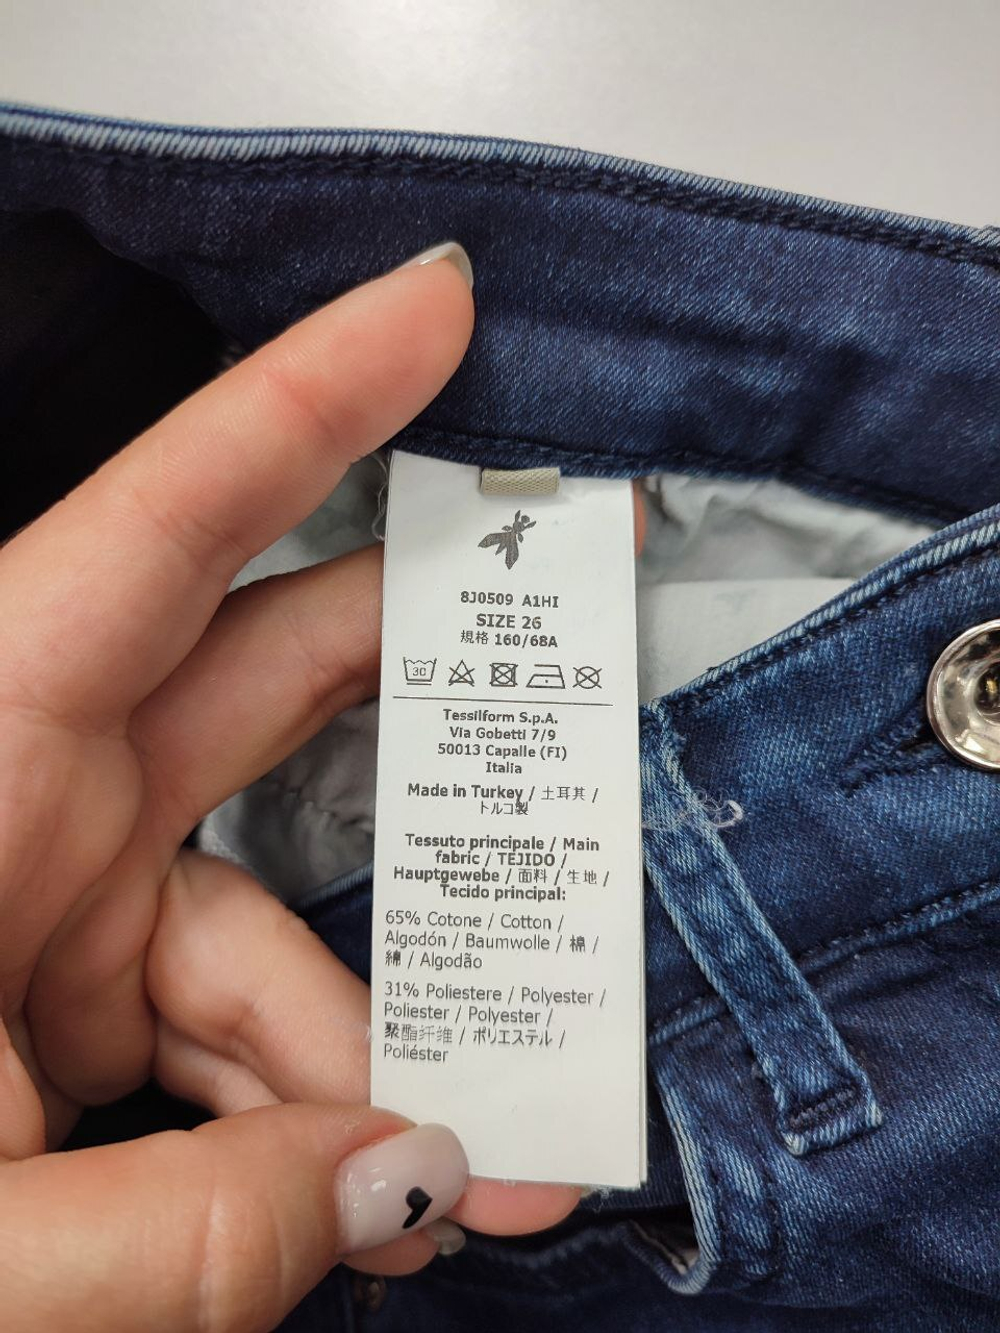 8J0509 A1HI
SIZE 26
規格 160/68A
30
Tessilform S.p.A.
Via Gobetti 7/9
50013 Capalle (FI)
Italia
Made in Turkey / 土耳其 /
トルコ製
Tessuto principale / Main
fabric / TEJIDO /
Hauptgewebe / 面料 / 生地 /
Tecido principal:
65% Cotone / Cotton /
Algodón / Baumwolle / 棉 /
綿 / Algodão
31% Poliestere / Polyester /
Poliester / Polyester /
聚酯纤维 / ポリエステル /
Poliéster